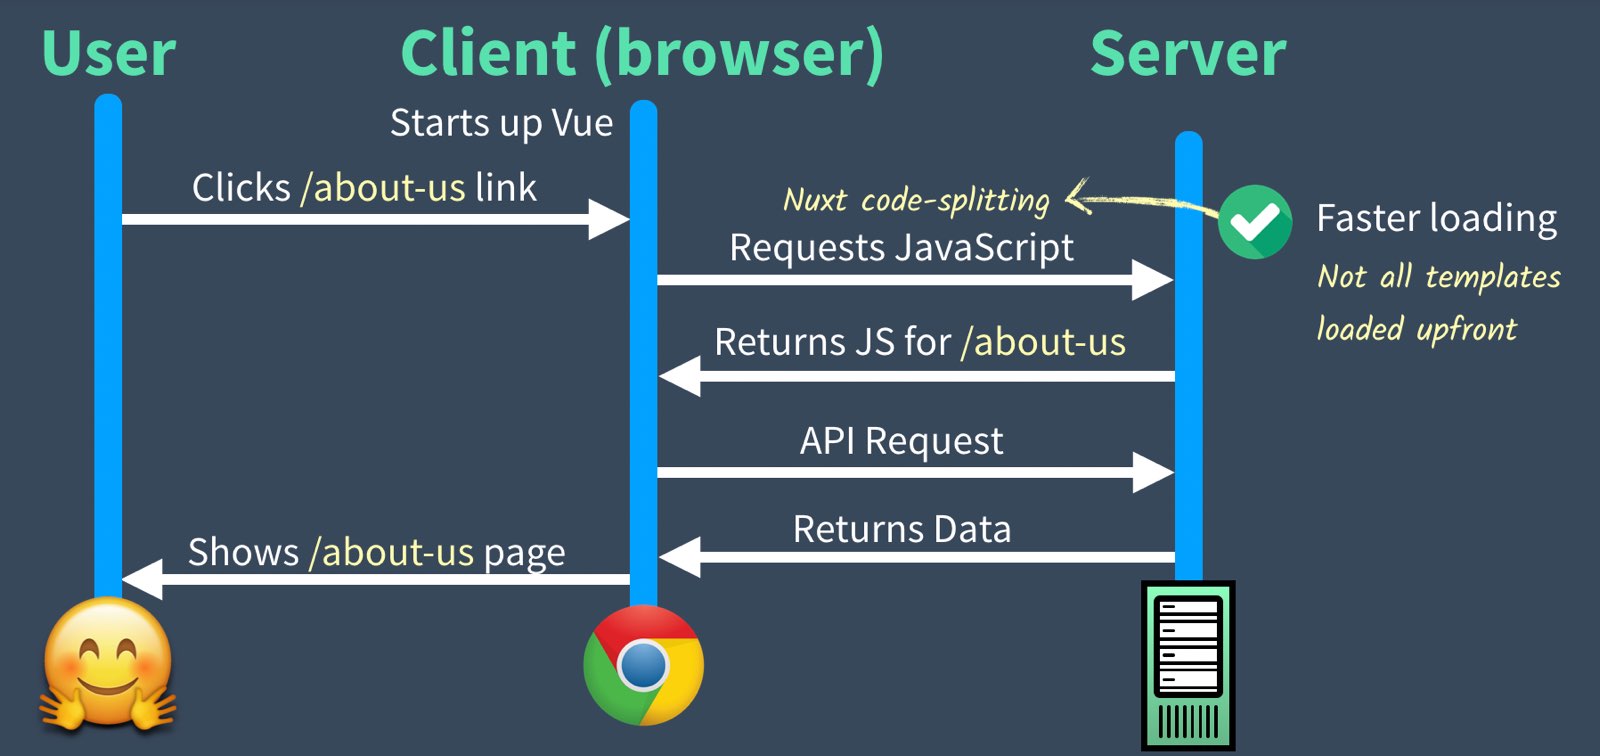 User
Client (browser)
Server
Starts up Vue
Clicks /about-us link
Nuxt code-splitting
Requests JavaScript
Faster loading
Not all templates
loaded upfront
Returns JS for /about-us
API Request
Returns Data
Shows /about-us page